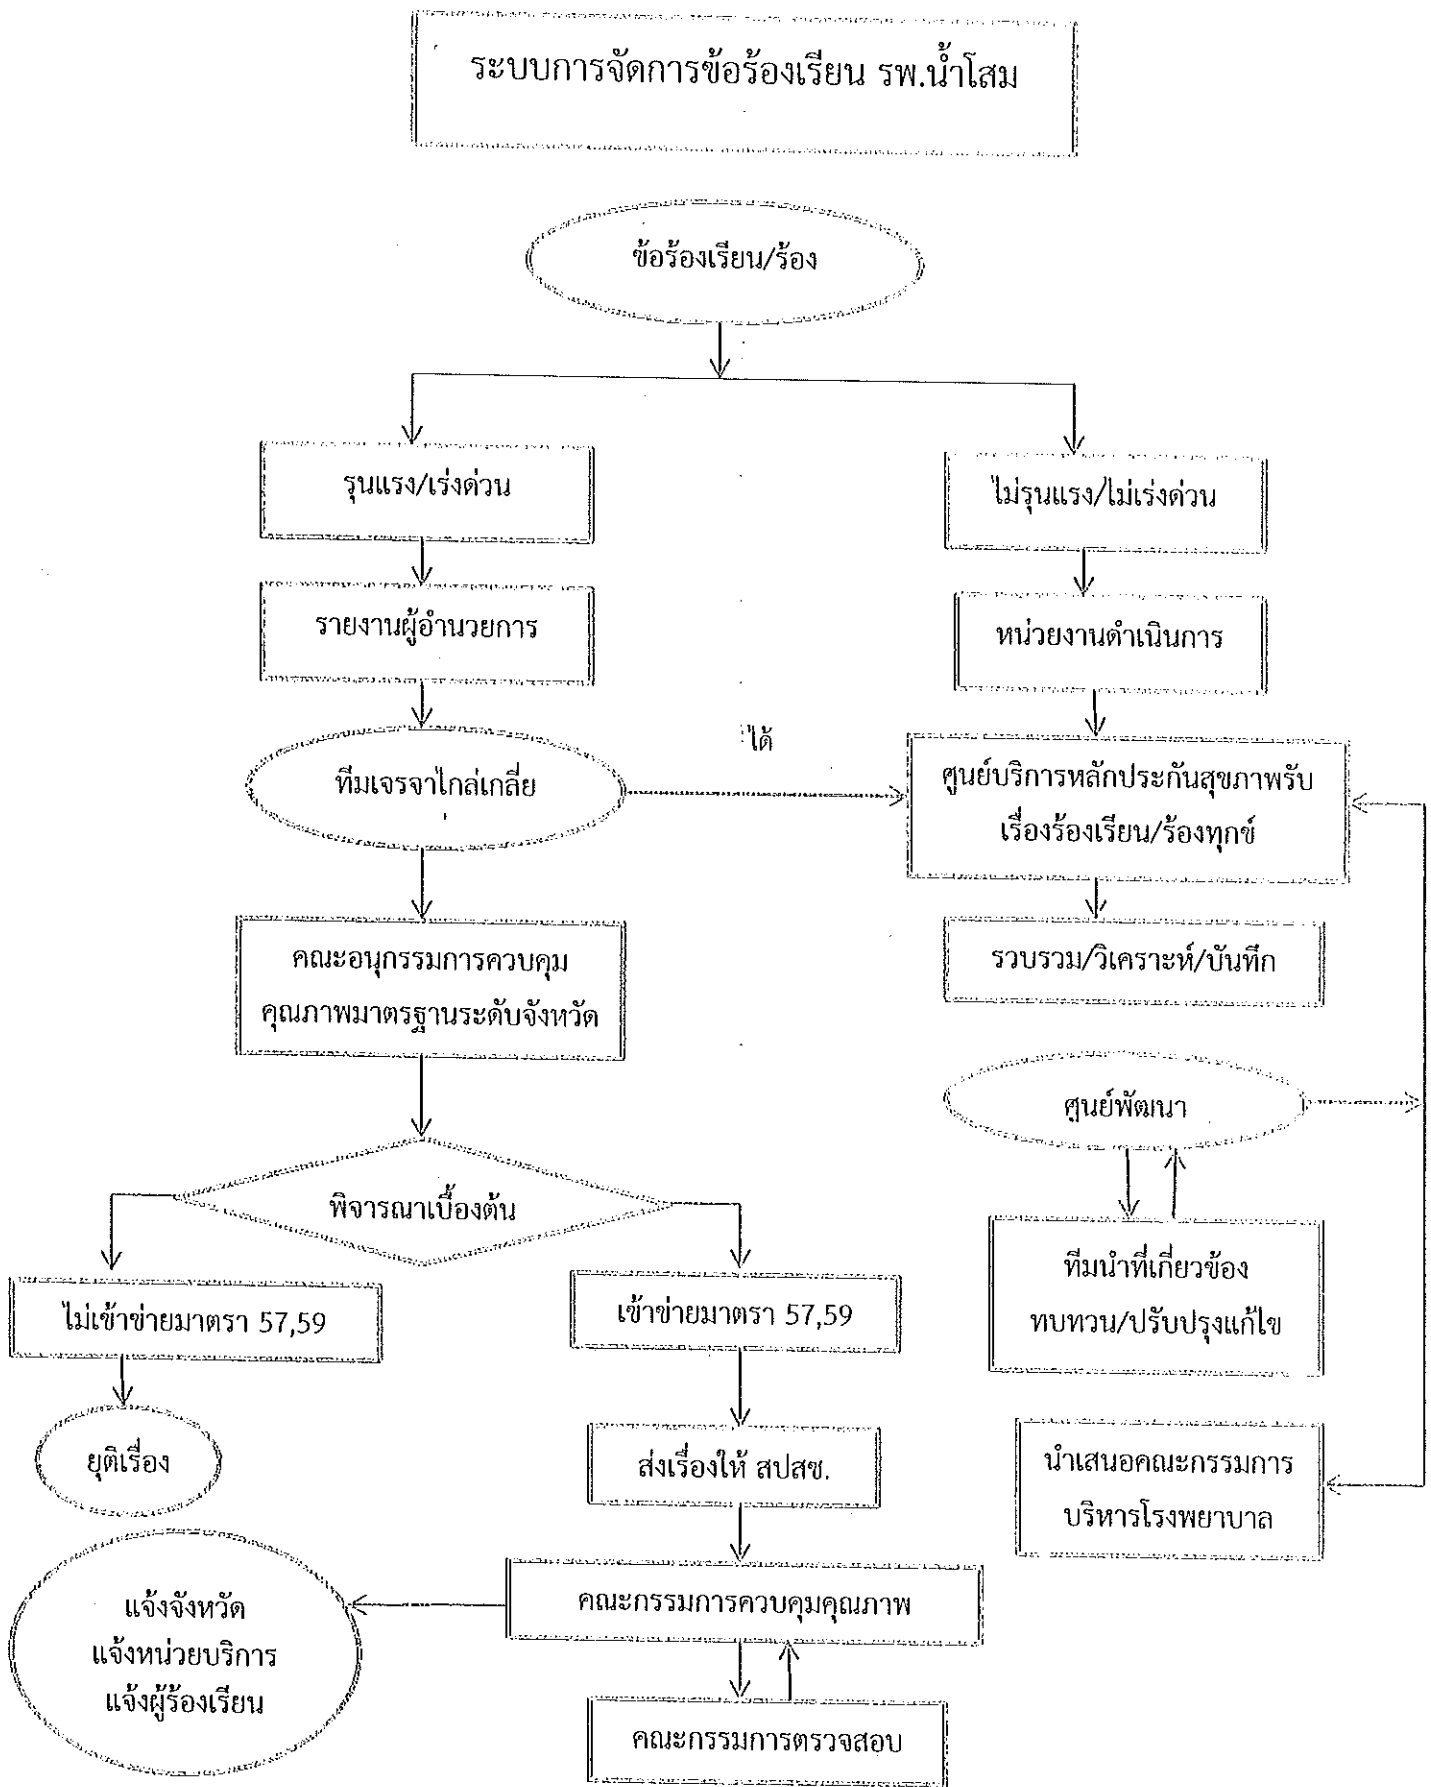 ระบบการจัดการข้อร้องเรียน รพ.น้ำโสม
ข้อร้องเรียน/ร้อง
รุนแรง/เร่งด่วน
ไม่รุนแรง/ไม่เร่งด่วน
รายงานผู้อำนวยการ
หน่วยงานดำเนินการ
ได้
ทีมเจรจาไกล่เกลี่ย
ศูนย์บริการหลักประกันสุขภาพรับ
เรื่องร้องเรียน/ร้องทุกข์
คณะอนุกรรมการควบคุม
คุณภาพมาตรฐานระดับจังหวัด
รวบรวม/วิเคราะห์/บันทึก
ศูนย์พัฒนา
พิจารณาเบื้องต้น
ทีมนำที่เกี่ยวข้อง
ทบทวน/ปรับปรุงแก้ไข
ไม่เข้าข่ายมาตรา 57,59
เข้าข่ายมาตรา 57,59
ยุติเรื่อง
ส่งเรื่องให้ สปสช.
นำเสนอคณะกรรมการ
บริหารโรงพยาบาล
แจ้งจังหวัด
แจ้งหน่วยบริการ
แจ้งผู้ร้องเรียน
คณะกรรมการควบคุมคุณภาพ
คณะกรรมการตรวจสอบ